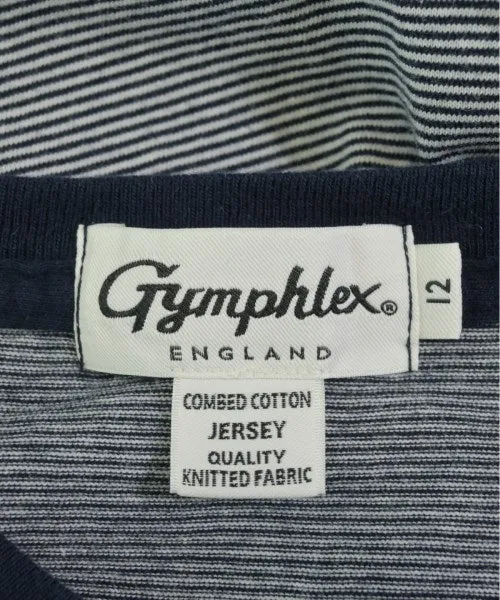 Gymphlex®
ENGLAND
12
COMBED COTTON
JERSEY
QUALITY
KNITTED FABRIC